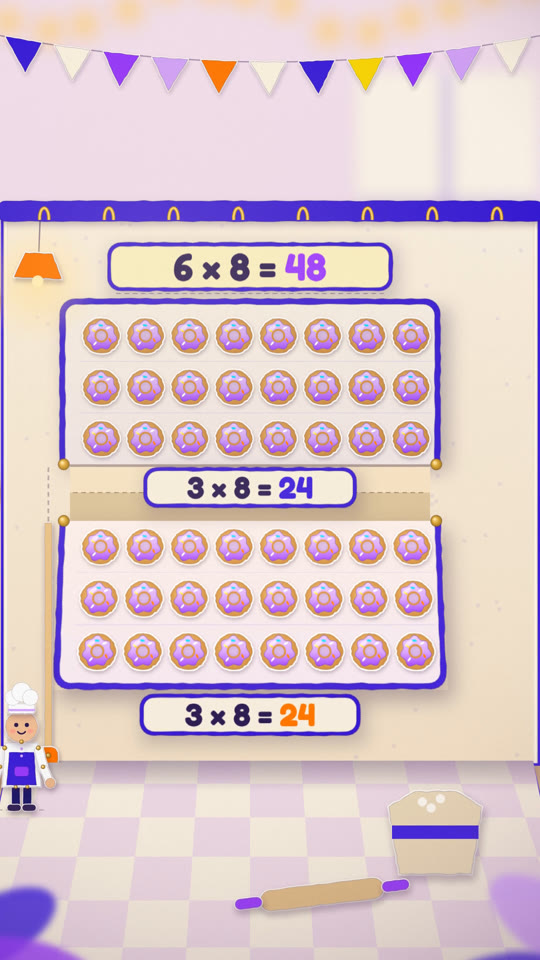 6 × 8 = 48
3 × 8 = 24
3 × 8 = 24